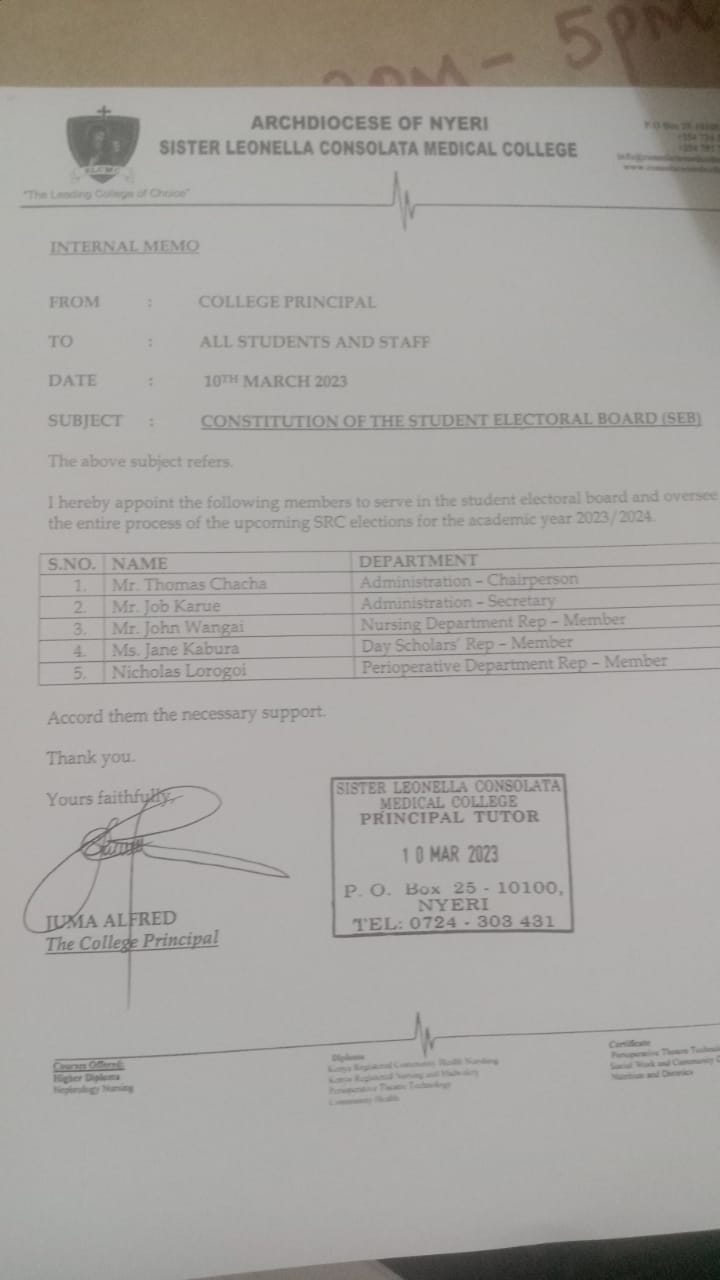 - 5PM
ARCHDIOCESE OF NYERI
SISTER LEONELLA CONSOLATA MEDICAL COLLEGE
"The Leading College of Choice"
INTERNAL MEMO
FROM : COLLEGE PRINCIPAL
TO : ALL STUDENTS AND STAFF
DATE : 10TH MARCH 2023
SUBJECT : CONSTITUTION OF THE STUDENT ELECTORAL BOARD (SEB)
The above subject refers.
I hereby appoint the following members to serve in the student electoral board and oversee
the entire process of the upcoming SRC elections for the academic year 2023/2024.
S.NO. NAME DEPARTMENT
1. Mr. Thomas Chacha Administration – Chairperson
2. Mr. Job Karue Administration – Secretary
3. Mr. John Wangai Nursing Department Rep – Member
4. Ms. Jane Kabura Day Scholars' Rep – Member
5. Nicholas Lorogoi Perioperative Department Rep – Member
Accord them the necessary support.
Thank you.
Yours faithfully,
JUMA ALFRED
The College Principal
SISTER LEONELLA CONSOLATA
MEDICAL COLLEGE
PRINCIPAL TUTOR
10 MAR 2023
P. O. Box 25 - 10100,
NYERI
TEL: 0724 - 303 431
Courses Offered:
Higher Diploma
Nephrology Nursing
Diploma
Kenya Registered Community Health Nursing
Kenya Registered Nursing and Midwifery
Perioperative Theatre Technology
Community Health
Certificate
Perioperative Theatre
Social Work and Community
Nutrition and Dietetics